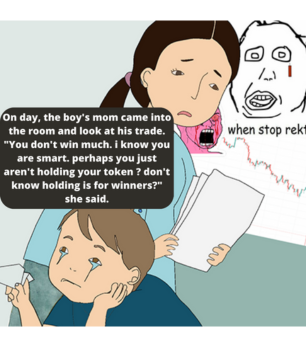 On day, the boy's mom came into
the room and look at his trade.
"You don't win much. i know you
are smart. perhaps you just
aren't holding your token ? don't
know holding is for winners?"
she said.
when stop rekt